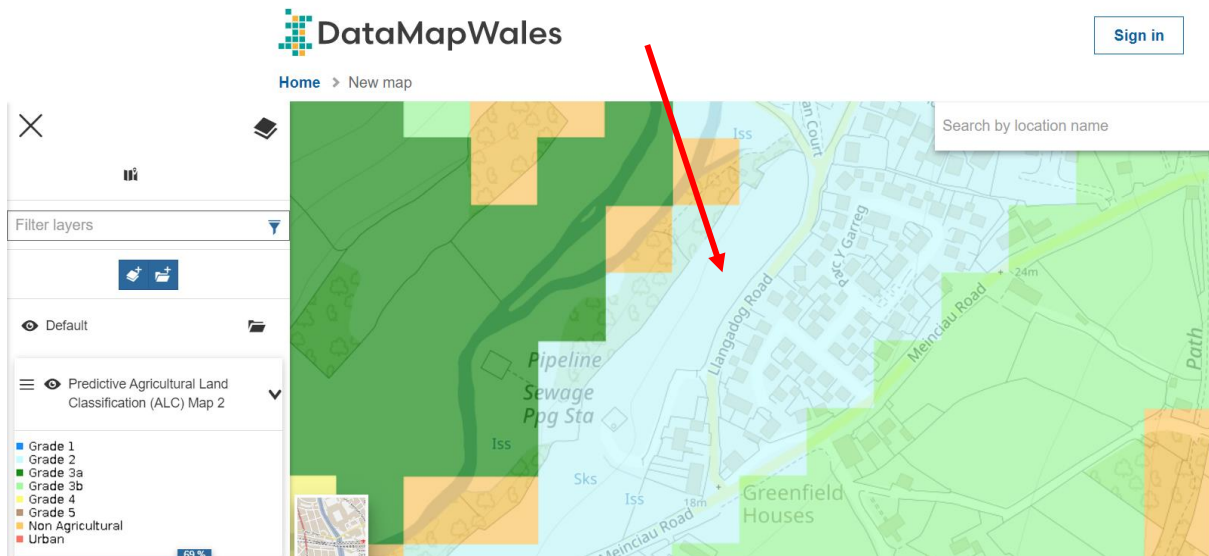 DataMapWales
Sign in
Home > New map
Search by location name
Filter layers
Default
Predictive Agricultural Land
Classification (ALC) Map 2
Grade 1
Grade 2
Grade 3a
Grade 3b
Grade 4
Grade 5
Non Agricultural
Urban
69 %
Iss
an Court
Parc y Garreg
24m
Llangadog Road
Meinciau Road
Path
Pipeline
Sewage
Ppg Sta
Iss
Sks
Iss
18m
Meinciau Road
Greenfield
Houses